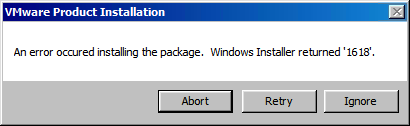 VMware Product Installation
An error occured installing the package.  Windows Installer returned '1618'.
Abort
Retry
Ignore